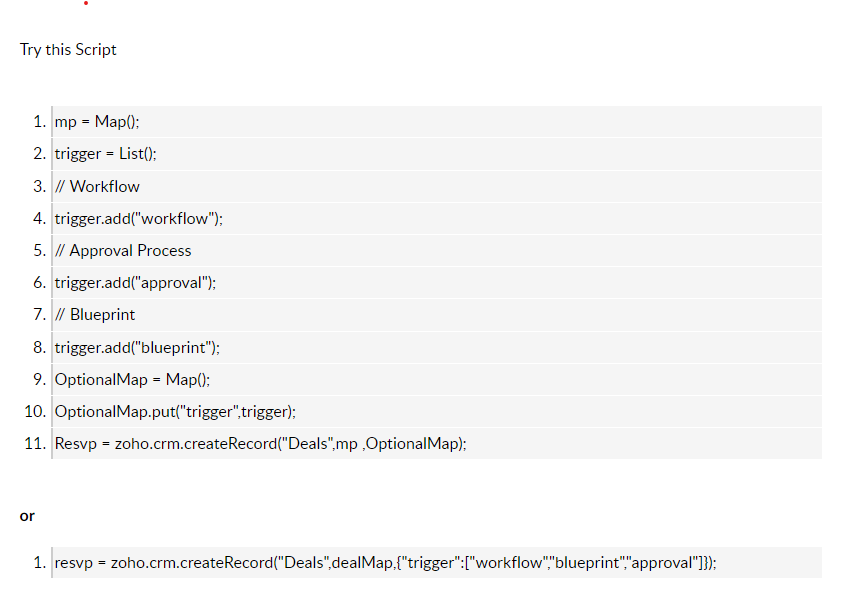 Try this Script
1. mp = Map();
2. trigger = List();
3. // Workflow
4. trigger.add("workflow");
5. // Approval Process
6. trigger.add("approval");
7. // Blueprint
8. trigger.add("blueprint");
9. OptionalMap = Map();
10. OptionalMap.put("trigger",trigger);
11. Resvp = zoho.crm.createRecord("Deals",mp ,OptionalMap);
or
1. resvp = zoho.crm.createRecord("Deals",dealMap,{"trigger":["workflow","blueprint","approval"]});